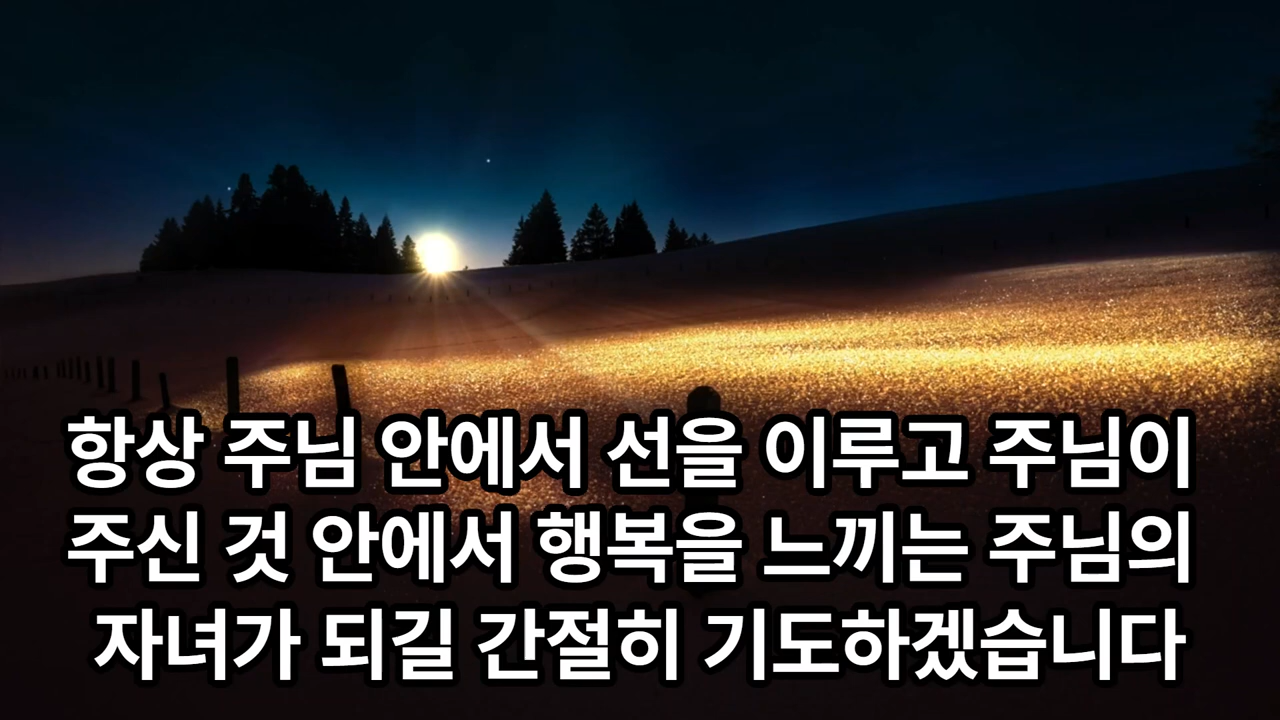 항상 주님 안에서 선을 이루고 주님이
주신 것 안에서 행복을 느끼는 주님의
자녀가 되길 간절히 기도하겠습니다